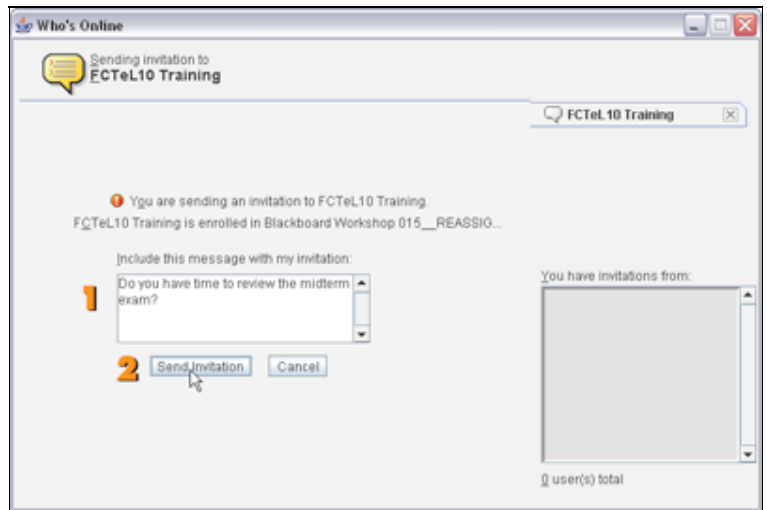 Who's Online
Sending invitation to
FCTeL10 Training
FCTeL10 Training
You are sending an invitation to FCTeL10 Training.
FCTeL10 Training is enrolled in Blackboard Workshop 015__REASSIG...
Include this message with my invitation:
1
Do you have time to review the midterm
exam?
2
Send Invitation
Cancel
You have invitations from:
0 user(s) total